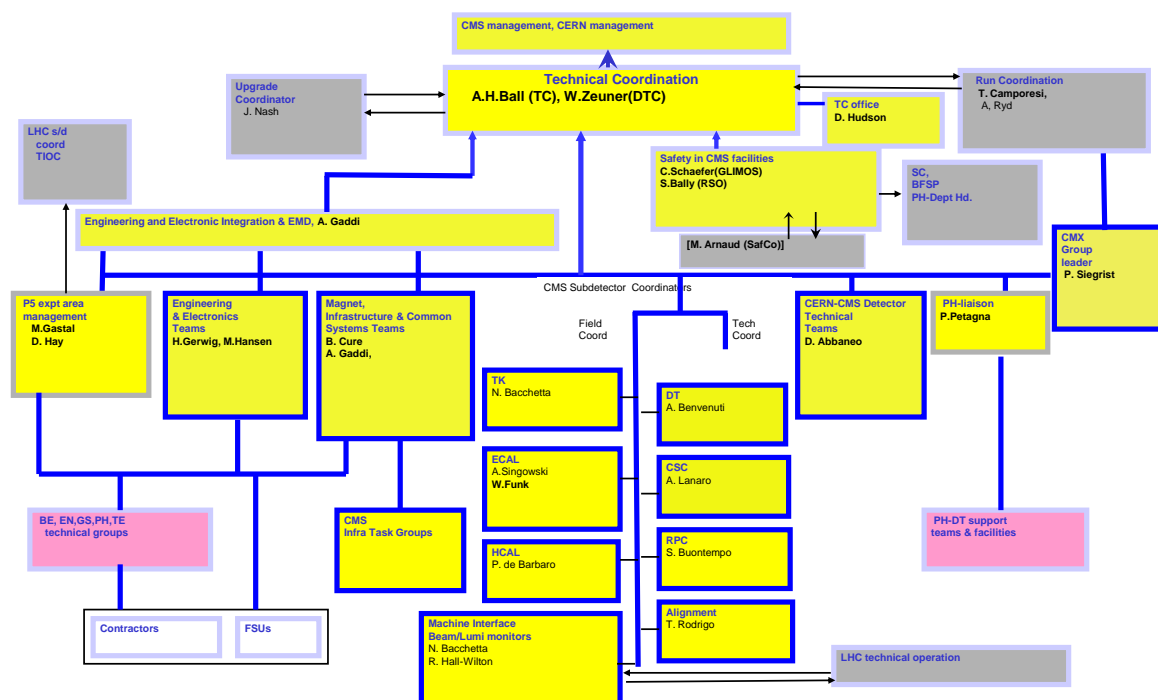 CMS management, CERN management
Technical Coordination
A.H.Ball (TC), W.Zeuner(DTC)
Upgrade
Coordinator
J. Nash
Run Coordination
T. Camporesi,
A, Ryd
TC office
D. Hudson
LHC s/d
coord
TIOC
Safety in CMS facilities
C.Schaefer(GLIMOS)
S.Bally (RSO)
SC,
BFSP
PH-Dept Hd.
Engineering and Electronic Integration & EMD, A. Gaddi
[M. Arnaud (SafCo)]
CMX
Group
leader
P. Siegrist
CMS Subdetector Coordinators
P5 expt area
management
M.Gastal
D. Hay
Engineering
& Electronics
Teams
H.Gerwig, M.Hansen
Magnet,
Infrastructure & Common
Systems Teams
B. Cure
A. Gaddi,
Field
Coord
Tech
Coord
CERN-CMS Detector
Technical
Teams
D. Abbaneo
PH-liaison
P.Petagna
TK
N. Bacchetta
DT
A. Benvenuti
ECAL
A.Singowski
W.Funk
CSC
A. Lanaro
BE, EN,GS,PH,TE
technical groups
CMS
Infra Task Groups
HCAL
P. de Barbaro
RPC
S. Buontempo
PH-DT support
teams & facilities
Contractors
FSUs
Machine Interface
Beam/Lumi monitors
N. Bacchetta
R. Hall-Wilton
Alignment
T. Rodrigo
LHC technical operation